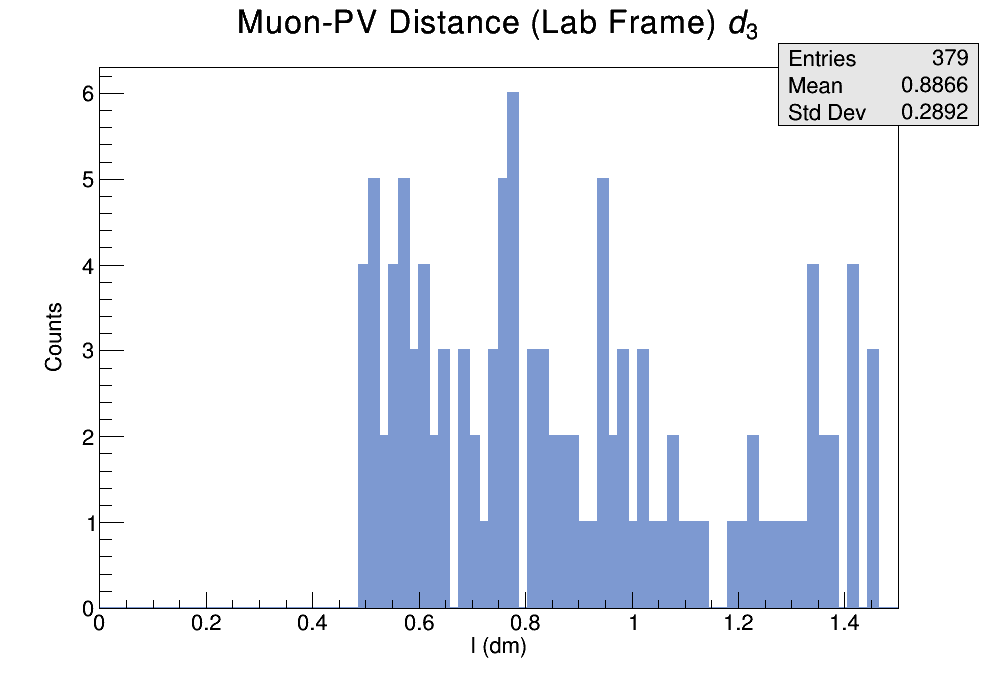 Muon-PV Distance (Lab Frame) d₃
Entries 379
Mean 0.8866
Std Dev 0.2892
6
5
4
3
2
1
0
Counts
0 0.2 0.4 0.6 0.8 1 1.2 1.4
l (dm)